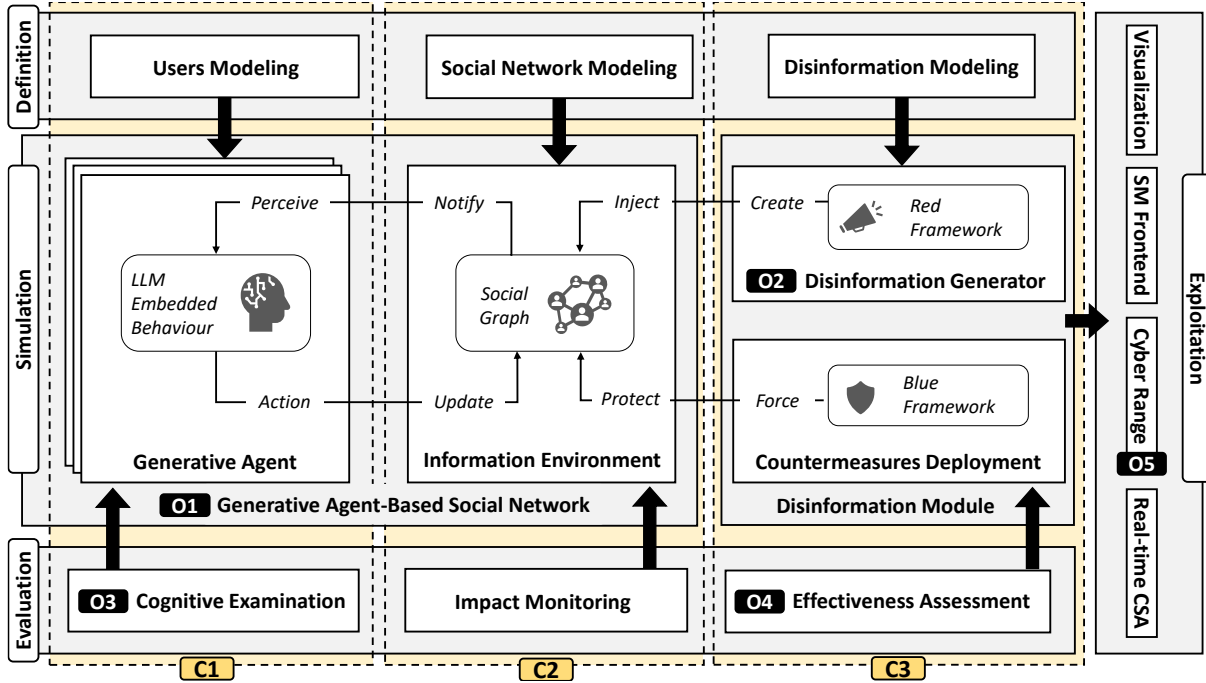 Definition
Users Modeling
Social Network Modeling
Disinformation Modeling
Simulation
Perceive
Notify
Inject
Create
Red
Framework
LLM
Embedded
Behaviour
Social
Graph
O2 Disinformation Generator
Action
Update
Protect
Force
Blue
Framework
Generative Agent
Information Environment
Countermeasures Deployment
O1 Generative Agent-Based Social Network
Disinformation Module
Evaluation
O3 Cognitive Examination
Impact Monitoring
O4 Effectiveness Assessment
C1
C2
C3
Visualization
SM Frontend
Cyber Range
O5
Real-time CSA
Exploitation